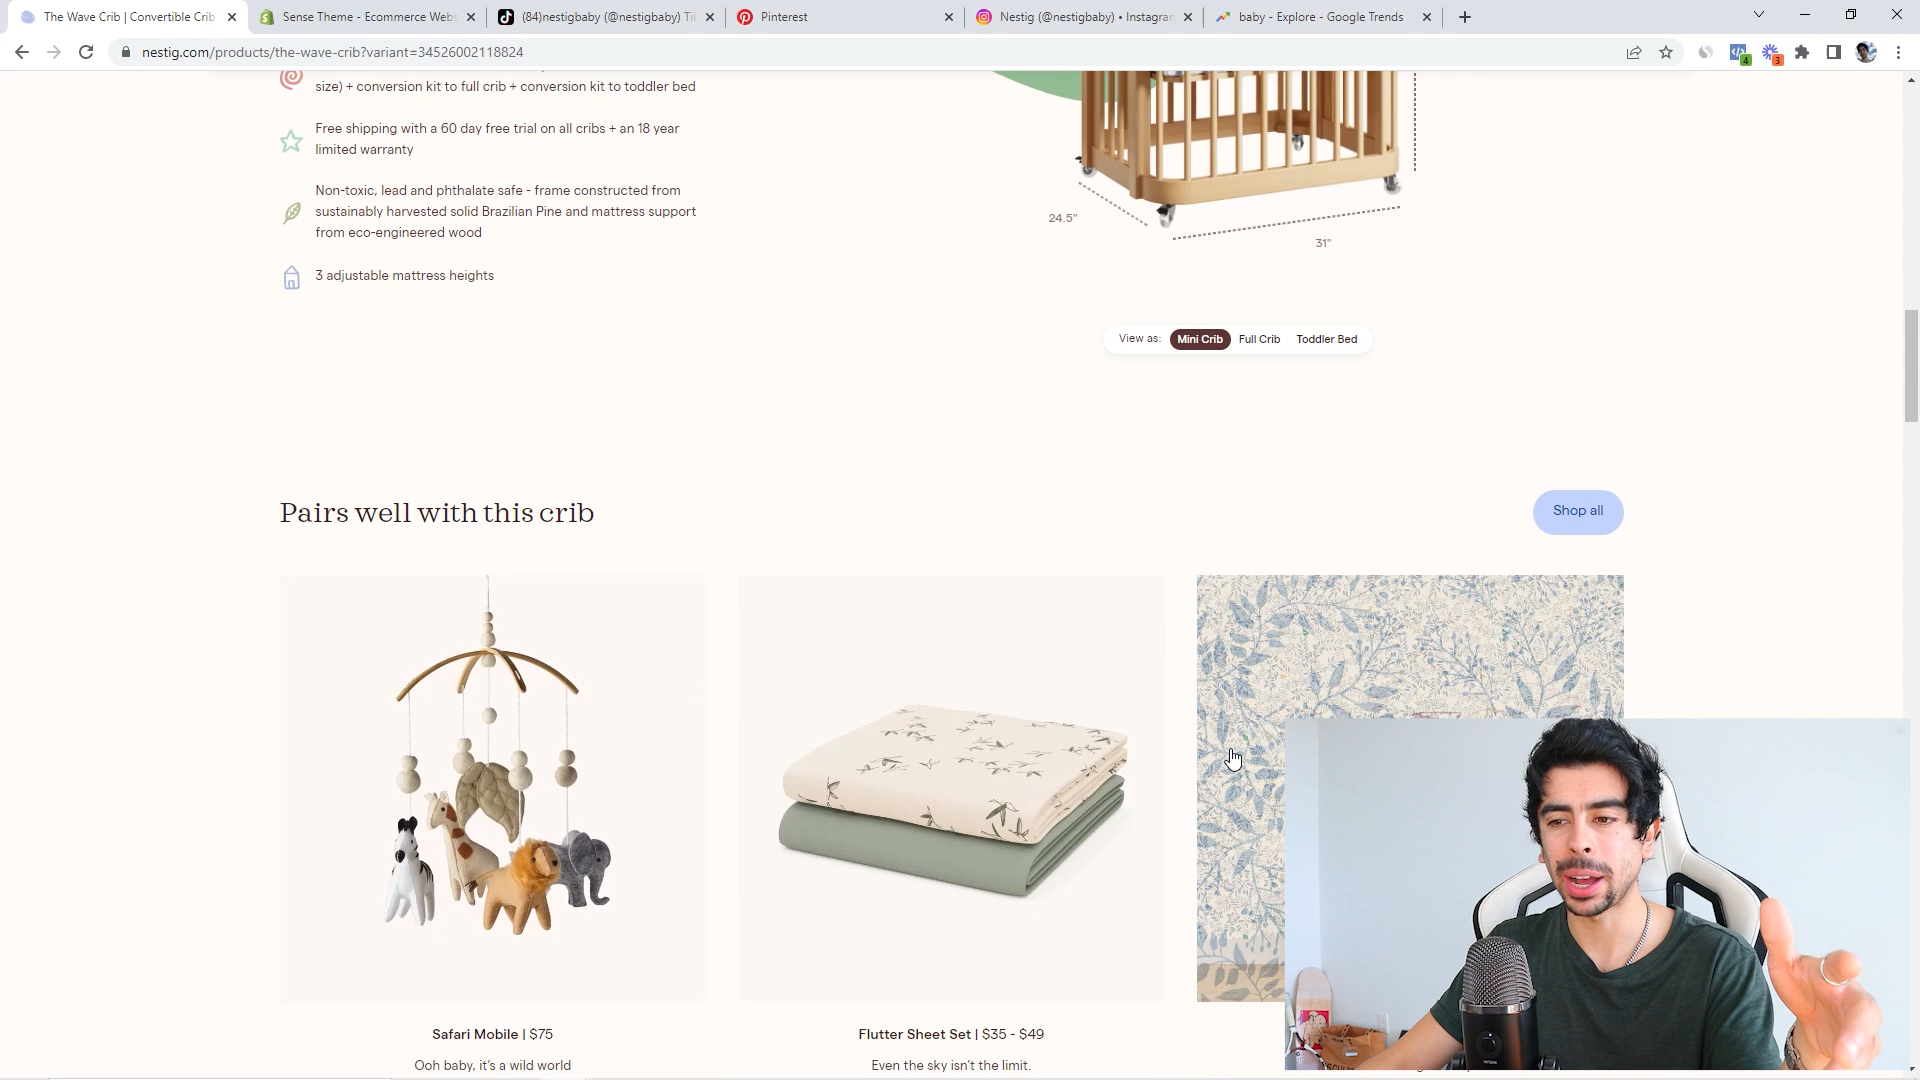 The Wave Crib | Convertible Crib
Sense Theme - Ecommerce Webs
(84)nestigbaby (@nestigbaby) Ti
Pinterest
Nestig (@nestigbaby) • Instagram
baby - Explore - Google Trends
nestig.com/products/the-wave-crib?variant=34526002118824
4
3
size) + conversion kit to full crib + conversion kit to toddler bed
Free shipping with a 60 day free trial on all cribs + an 18 year
limited warranty
Non-toxic, lead and phthalate safe - frame constructed from
sustainably harvested solid Brazilian Pine and mattress support
from eco-engineered wood
3 adjustable mattress heights
24.5"
31"
View as: Mini Crib Full Crib Toddler Bed
Pairs well with this crib
Shop all
Safari Mobile | $75
Ooh baby, it's a wild world
Flutter Sheet Set | $35 - $49
Even the sky isn't the limit.